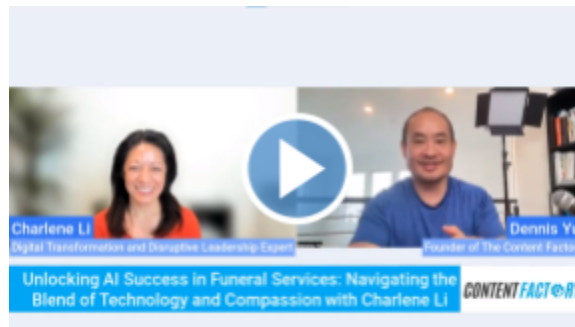 Charlene Li
Digital Transformation and Disruptive Leadership Expert
Dennis Yu
Founder of The Content Factor
Unlocking AI Success in Funeral Services: Navigating the
Blend of Technology and Compassion with Charlene Li
CONTENT FACT R